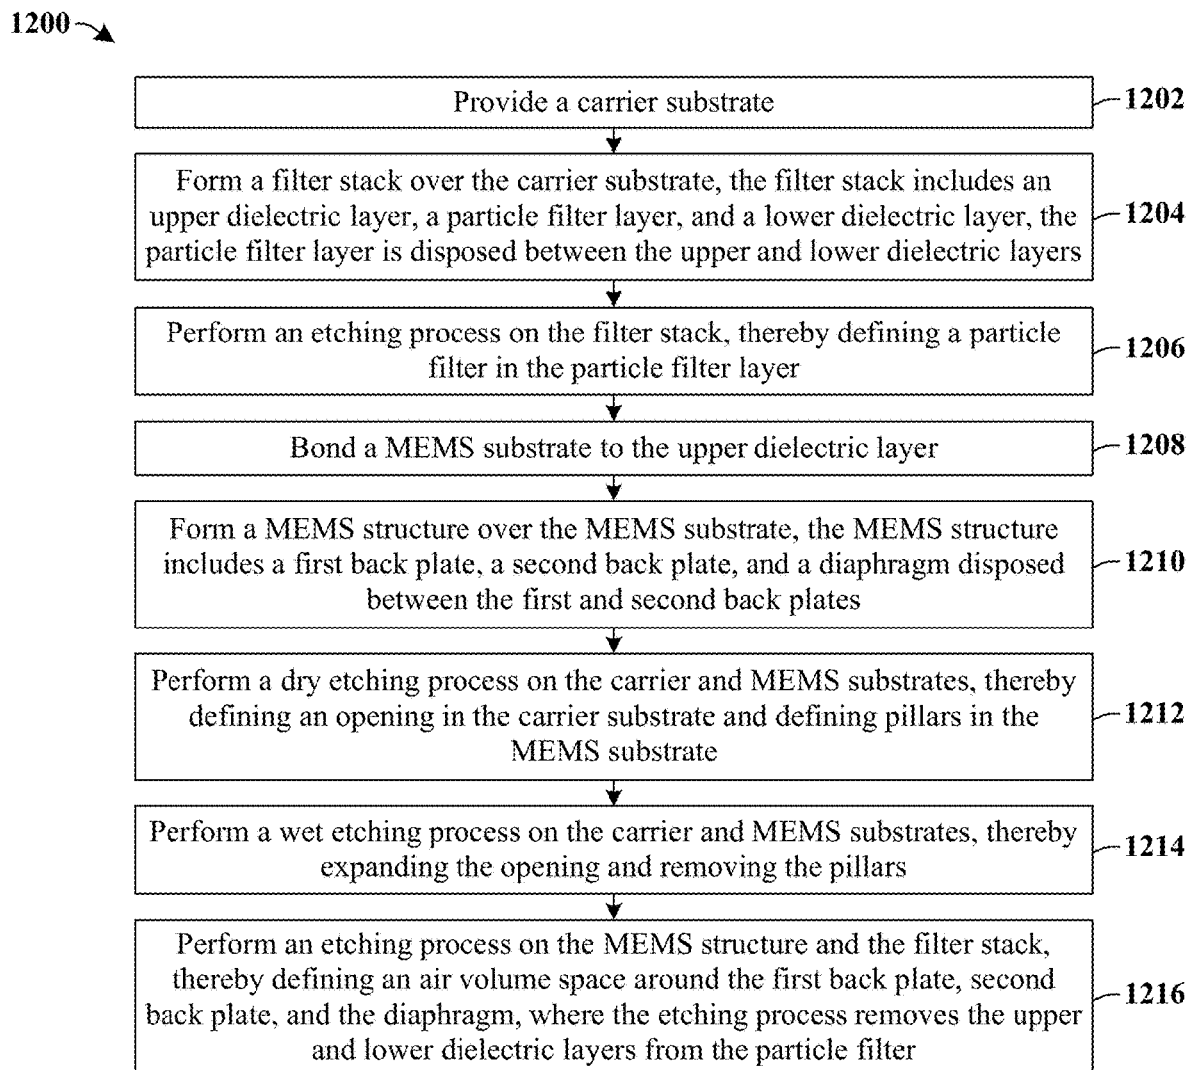 1200
Provide a carrier substrate
1202
Form a filter stack over the carrier substrate, the filter stack includes an
upper dielectric layer, a particle filter layer, and a lower dielectric layer, the
particle filter layer is disposed between the upper and lower dielectric layers
1204
Perform an etching process on the filter stack, thereby defining a particle
filter in the particle filter layer
1206
Bond a MEMS substrate to the upper dielectric layer
1208
Form a MEMS structure over the MEMS substrate, the MEMS structure
includes a first back plate, a second back plate, and a diaphragm disposed
between the first and second back plates
1210
Perform a dry etching process on the carrier and MEMS substrates, thereby
defining an opening in the carrier substrate and defining pillars in the
MEMS substrate
1212
Perform a wet etching process on the carrier and MEMS substrates, thereby
expanding the opening and removing the pillars
1214
Perform an etching process on the MEMS structure and the filter stack,
thereby defining an air volume space around the first back plate, second
back plate, and the diaphragm, where the etching process removes the upper
and lower dielectric layers from the particle filter
1216